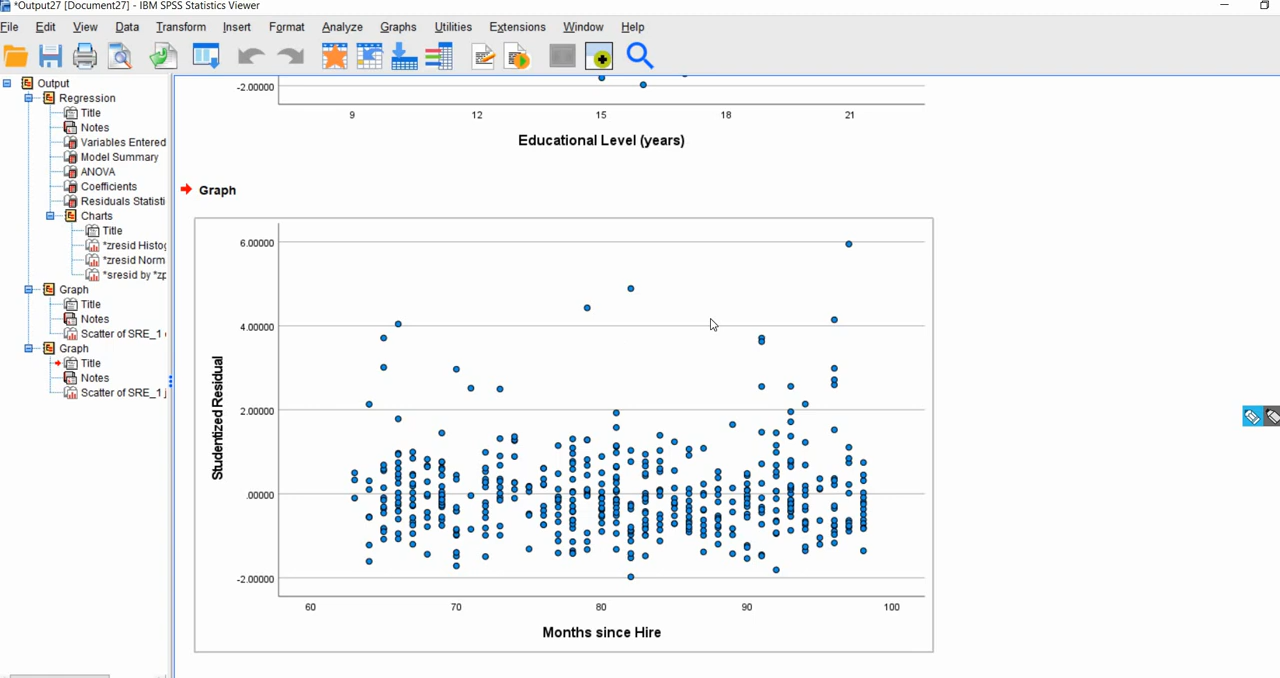 *Output27 [Document27] - IBM SPSS Statistics Viewer
File Edit View Data Transform Insert Format Analyze Graphs Utilities Extensions Window Help
Output
Regression
Title
Notes
Variables Entered
Model Summary
ANOVA
Coefficients
Residuals Statisti
Charts
Title
*zresid Histog
*zresid Norm
*sresid by *zp
Graph
Title
Notes
Scatter of SRE_1
Graph
Title
Notes
Scatter of SRE_1
-2.00000
9 12 15 18 21
Educational Level (years)
Graph
6.00000
4.00000
2.00000
.00000
-2.00000
Studentized Residual
60 70 80 90 100
Months since Hire